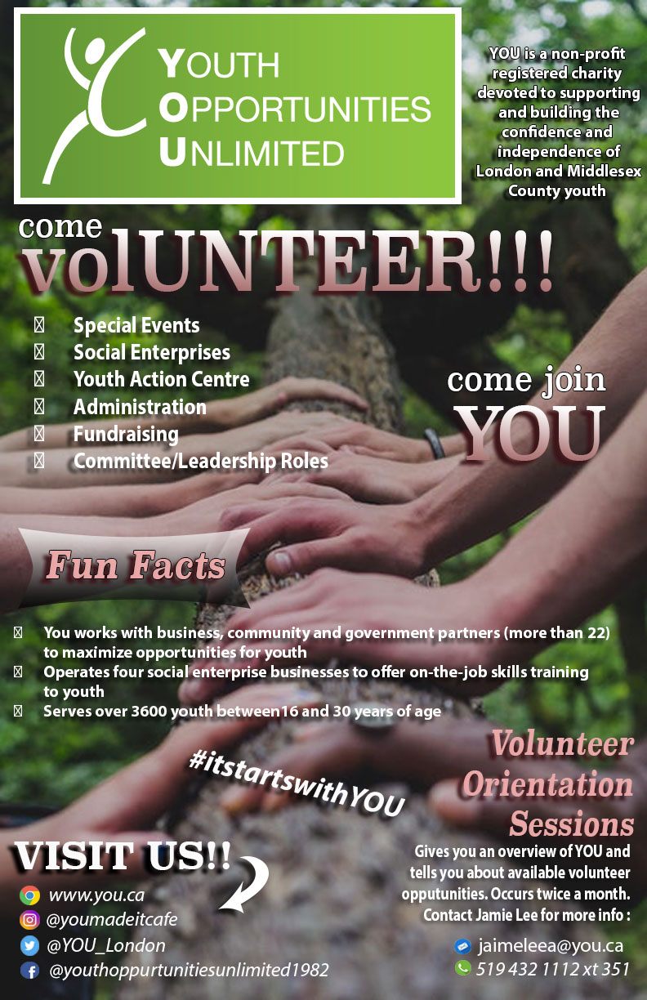 YOUTH
OPPORTUNITIES
UNLIMITED
YOU is a non-profit
registered charity
devoted to supporting
and building the
confidence and
independence of
London and Middlesex
County youth
come
volUNTEER!!!
Special Events
Social Enterprises
Youth Action Centre
Administration
Fundraising
Committee/Leadership Roles
come join
YOU
Fun Facts
You works with business, community and government partners (more than 22)
to maximize opportunities for youth
Operates four social enterprise businesses to offer on-the-job skills training
to youth
Serves over 3600 youth between16 and 30 years of age
#itstartswithYOU
Volunteer
Orientation
Sessions
Gives you an overview of YOU and
tells you about available volunteer
opputunities. Occurs twice a month.
Contact Jamie Lee for more info :
jaimeleea@you.ca
519 432 1112 xt 351
VISIT US!!
www.you.ca
@youmadeitcafe
@YOU_London
@youthoppurtunitiesunlimited1982